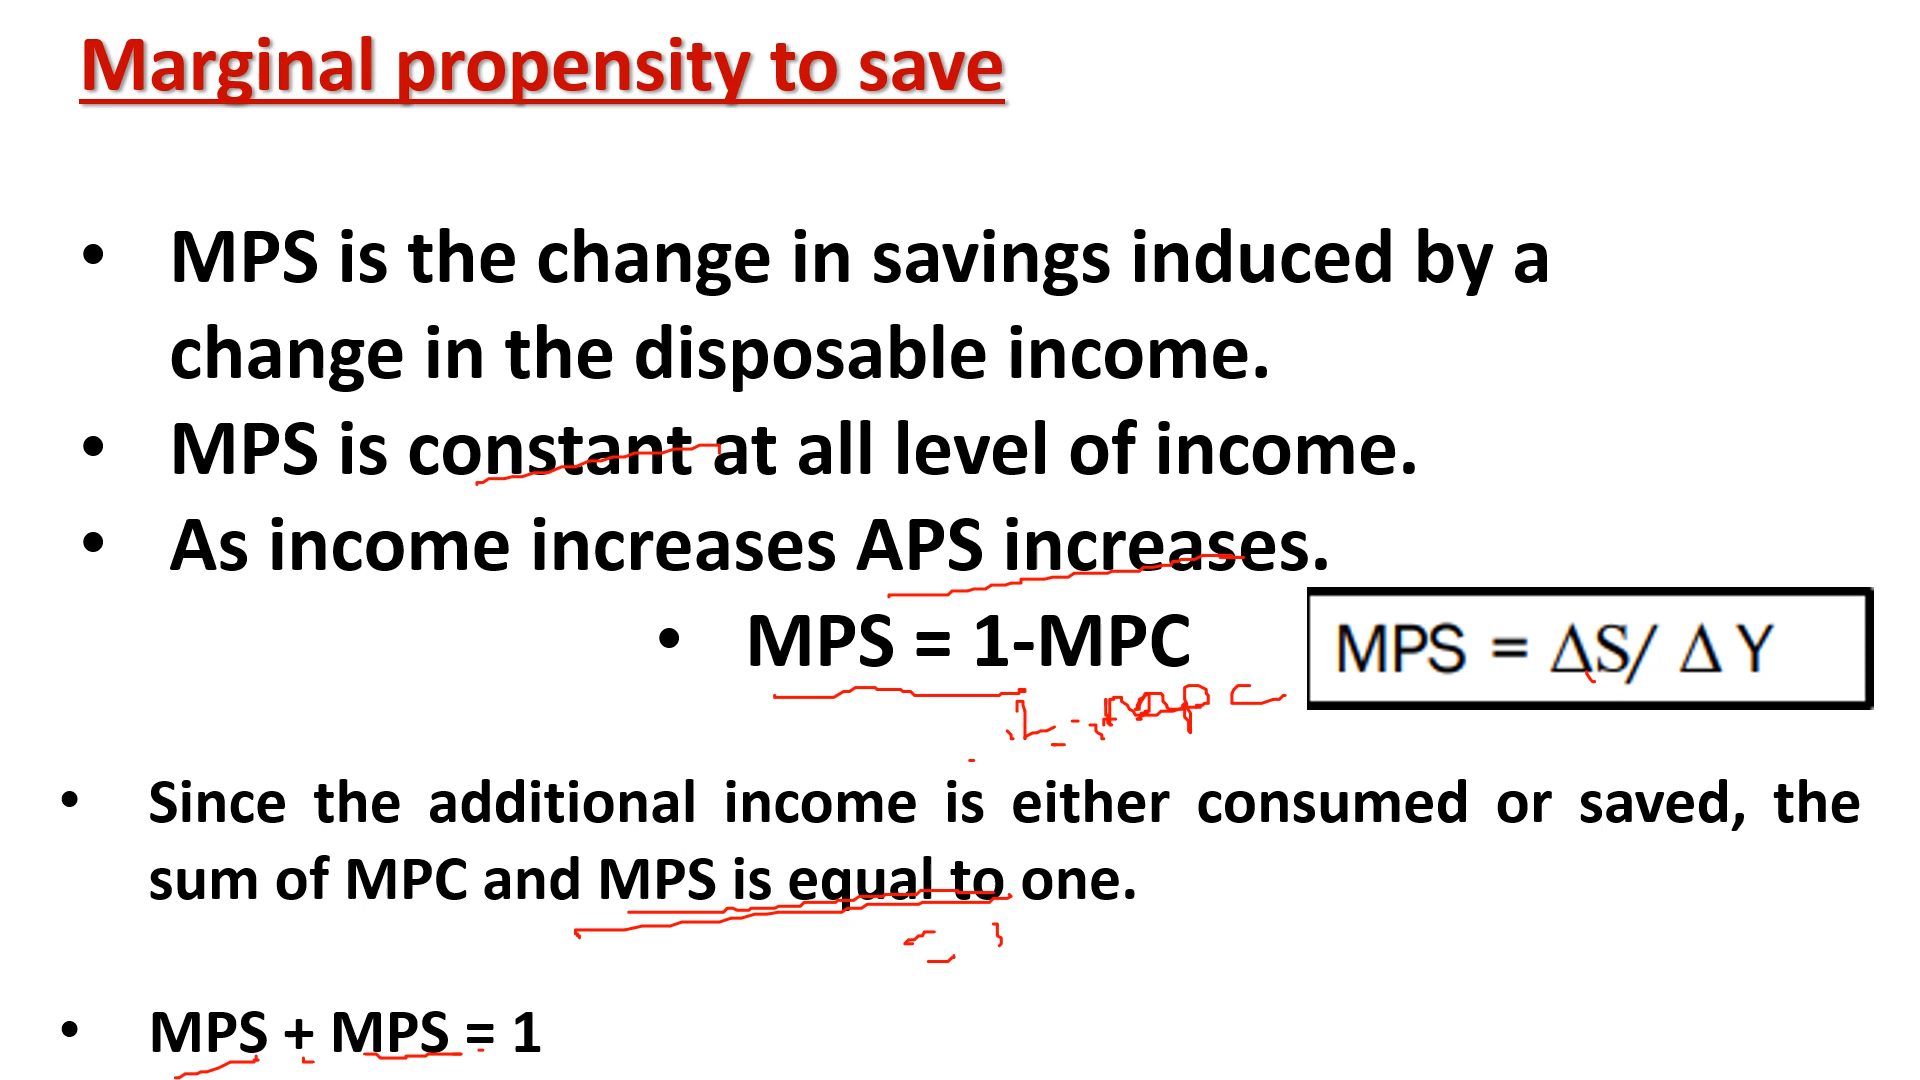 Marginal propensity to save
• MPS is the change in savings induced by a
change in the disposable income.
• MPS is constant at all level of income.
• As income increases APS increases.
• MPS = 1-MPC
MPS = ΔS/ Δ Y
1-mpc
• Since the additional income is either consumed or saved, the
sum of MPC and MPS is equal to one.
• MPS + MPS = 1